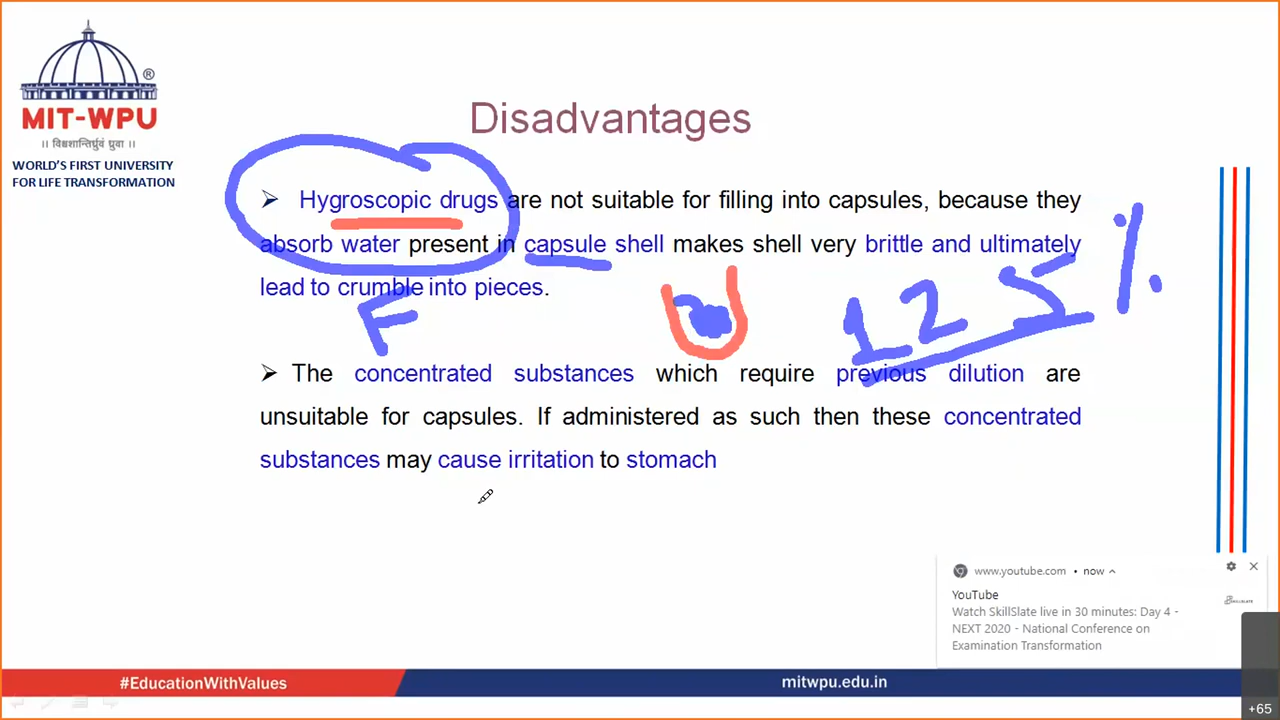 ®
MIT-WPU
।। विश्वशान्तिर्ध्रुवं ध्रुवा ।।
WORLD'S FIRST UNIVERSITY
FOR LIFE TRANSFORMATION
Disadvantages
➤ Hygroscopic drugs are not suitable for filling into capsules, because they
absorb water present in capsule shell makes shell very brittle and ultimately
lead to crumble into pieces.
F
125%
➤ The concentrated substances which require previous dilution are
unsuitable for capsules. If administered as such then these concentrated
substances may cause irritation to stomach
www.youtube.com • now
YouTube
Watch SkillSlate live in 30 minutes: Day 4 -
NEXT 2020 - National Conference on
Examination Transformation
SKILLSLATE
#EducationWithValues
mitwpu.edu.in
+65